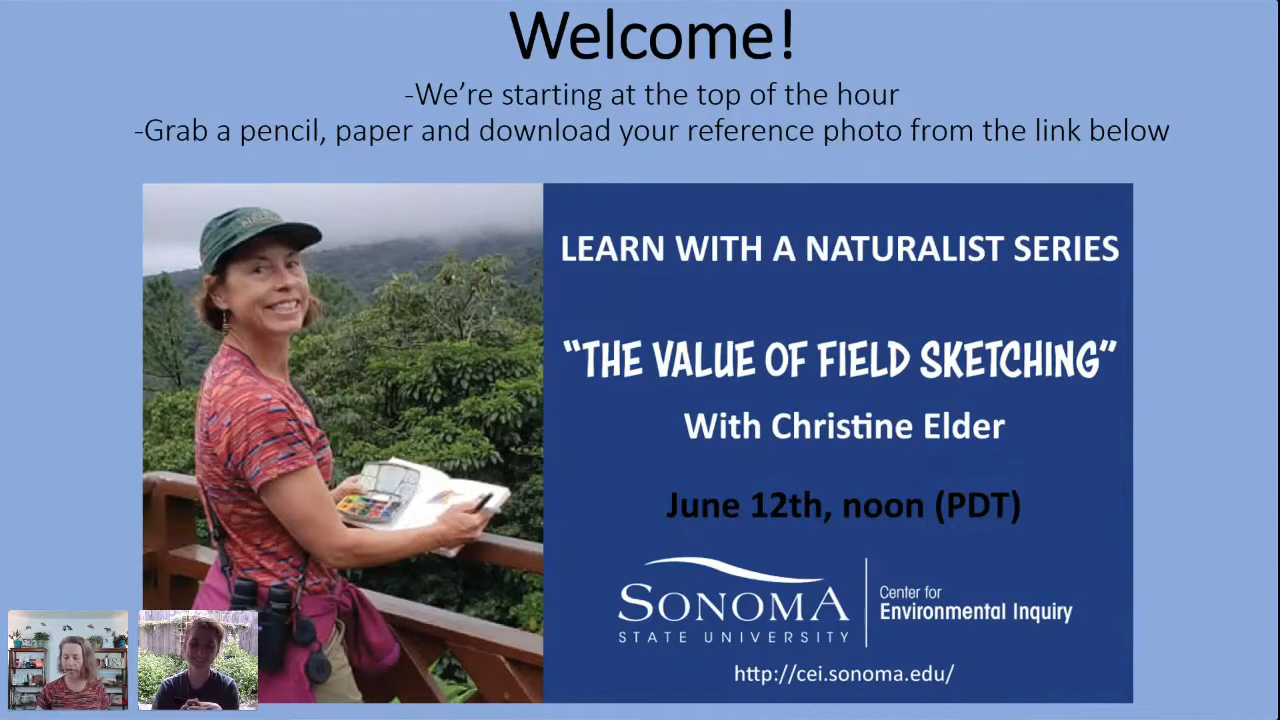 Welcome!
-We’re starting at the top of the hour
-Grab a pencil, paper and download your reference photo from the link below
LEARN WITH A NATURALIST SERIES
“THE VALUE OF FIELD SKETCHING”
With Christine Elder
June 12th, noon (PDT)
SONOMA
STATE UNIVERSITY
Center for
Environmental Inquiry
http://cei.sonoma.edu/